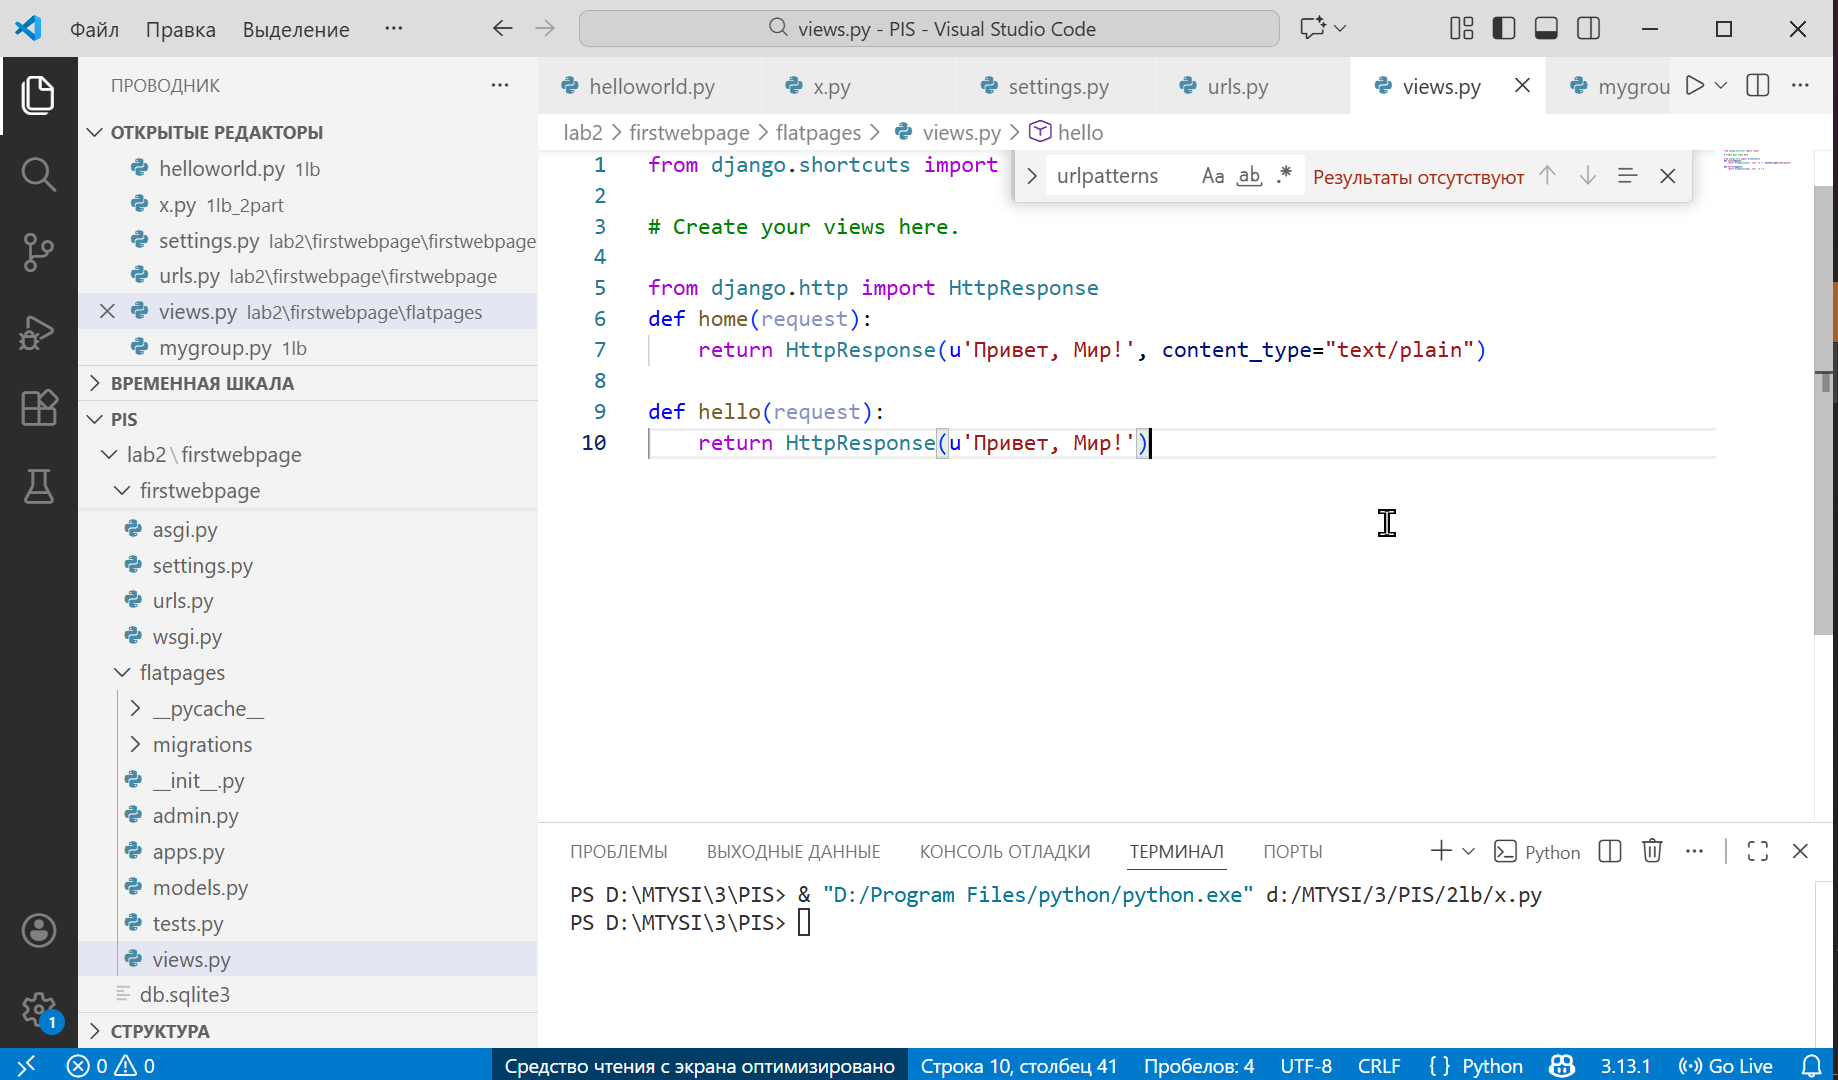 Файл Правка Выделение ··· views.py - PIS - Visual Studio Code
ПРОВОДНИК ···
ОТКРЫТЫЕ РЕДАКТОРЫ
helloworld.py 1lb
x.py 1lb_2part
settings.py lab2\firstwebpage\firstwebpage
urls.py lab2\firstwebpage\firstwebpage
views.py lab2\firstwebpage\flatpages
mygroup.py 1lb
ВРЕМЕННАЯ ШКАЛА
PIS
lab2\firstwebpage
firstwebpage
asgi.py
settings.py
urls.py
wsgi.py
flatpages
__pycache__
migrations
__init__.py
admin.py
apps.py
models.py
tests.py
views.py
db.sqlite3
СТРУКТУРА
1
helloworld.py x.py settings.py urls.py views.py mygrou
lab2 > firstwebpage > flatpages > views.py > hello
urlpatterns Aa ab .* Результаты отсутствуют
1 from django.shortcuts import
2
3 # Create your views here.
4
5 from django.http import HttpResponse
6 def home(request):
7 return HttpResponse(u'Привет, Мир!', content_type="text/plain")
8
9 def hello(request):
10 return HttpResponse(u'Привет, Мир!')
ПРОБЛЕМЫ ВЫХОДНЫЕ ДАННЫЕ КОНСОЛЬ ОТЛАДКИ ТЕРМИНАЛ ПОРТЫ Python
PS D:\MTYSI\3\PIS> & "D:/Program Files/python/python.exe" d:/MTYSI/3/PIS/2lb/x.py
PS D:\MTYSI\3\PIS>
0 0 Средство чтения с экрана оптимизировано Строка 10, столбец 41 Пробелов: 4 UTF-8 CRLF { } Python 3.13.1 Go Live